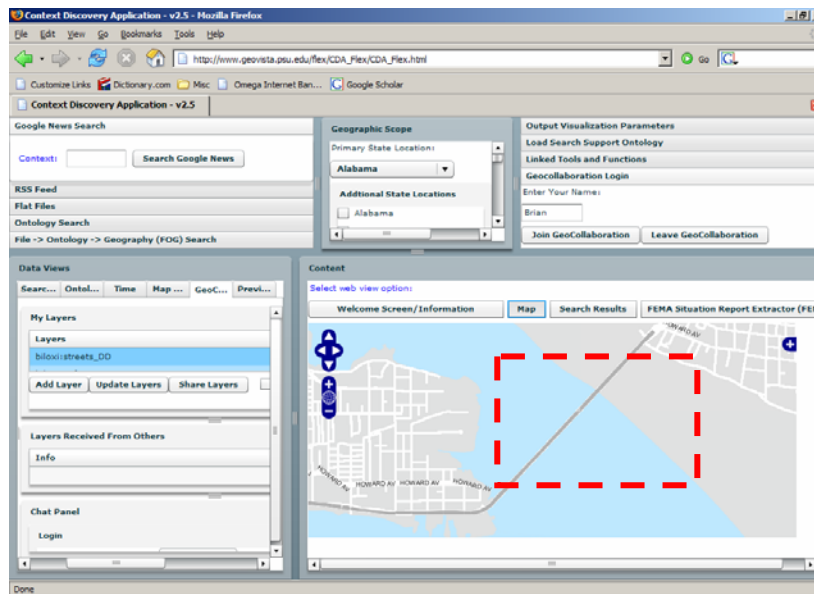 Context Discovery Application - v2.5 - Mozilla Firefox
File Edit View Go Bookmarks Tools Help
http://www.geovista.psu.edu/flex/CDA_Flex/CDA_Flex.html
Go
Customize Links Dictionary.com Misc Omega Internet Ban... Google Scholar
Context Discovery Application - v2.5
Google News Search
Context:
Search Google News
RSS Feed
Flat Files
Ontology Search
File -> Ontology -> Geography (FOG) Search
Geographic Scope
Primary State Location:
Alabama
Addtional State Locations
Alabama
Output Visualization Parameters
Load Search Support Ontology
Linked Tools and Functions
Geocollaboration Login
Enter Your Name:
Brian
Join GeoCollaboration Leave GeoCollaboration
Data Views
Searc... Ontol... Time Map ... GeoC... Previ...
My Layers
Layers
biloxi:streets_DD
Add Layer Update Layers Share Layers
Layers Received From Others
Info
Chat Panel
Login
Content
Select web view option:
Welcome Screen/Information Map Search Results FEMA Situation Report Extractor (FE
HOWARD AV
HOWARD AV HOWARD AV HOWARD AV HOWARD AV
Done